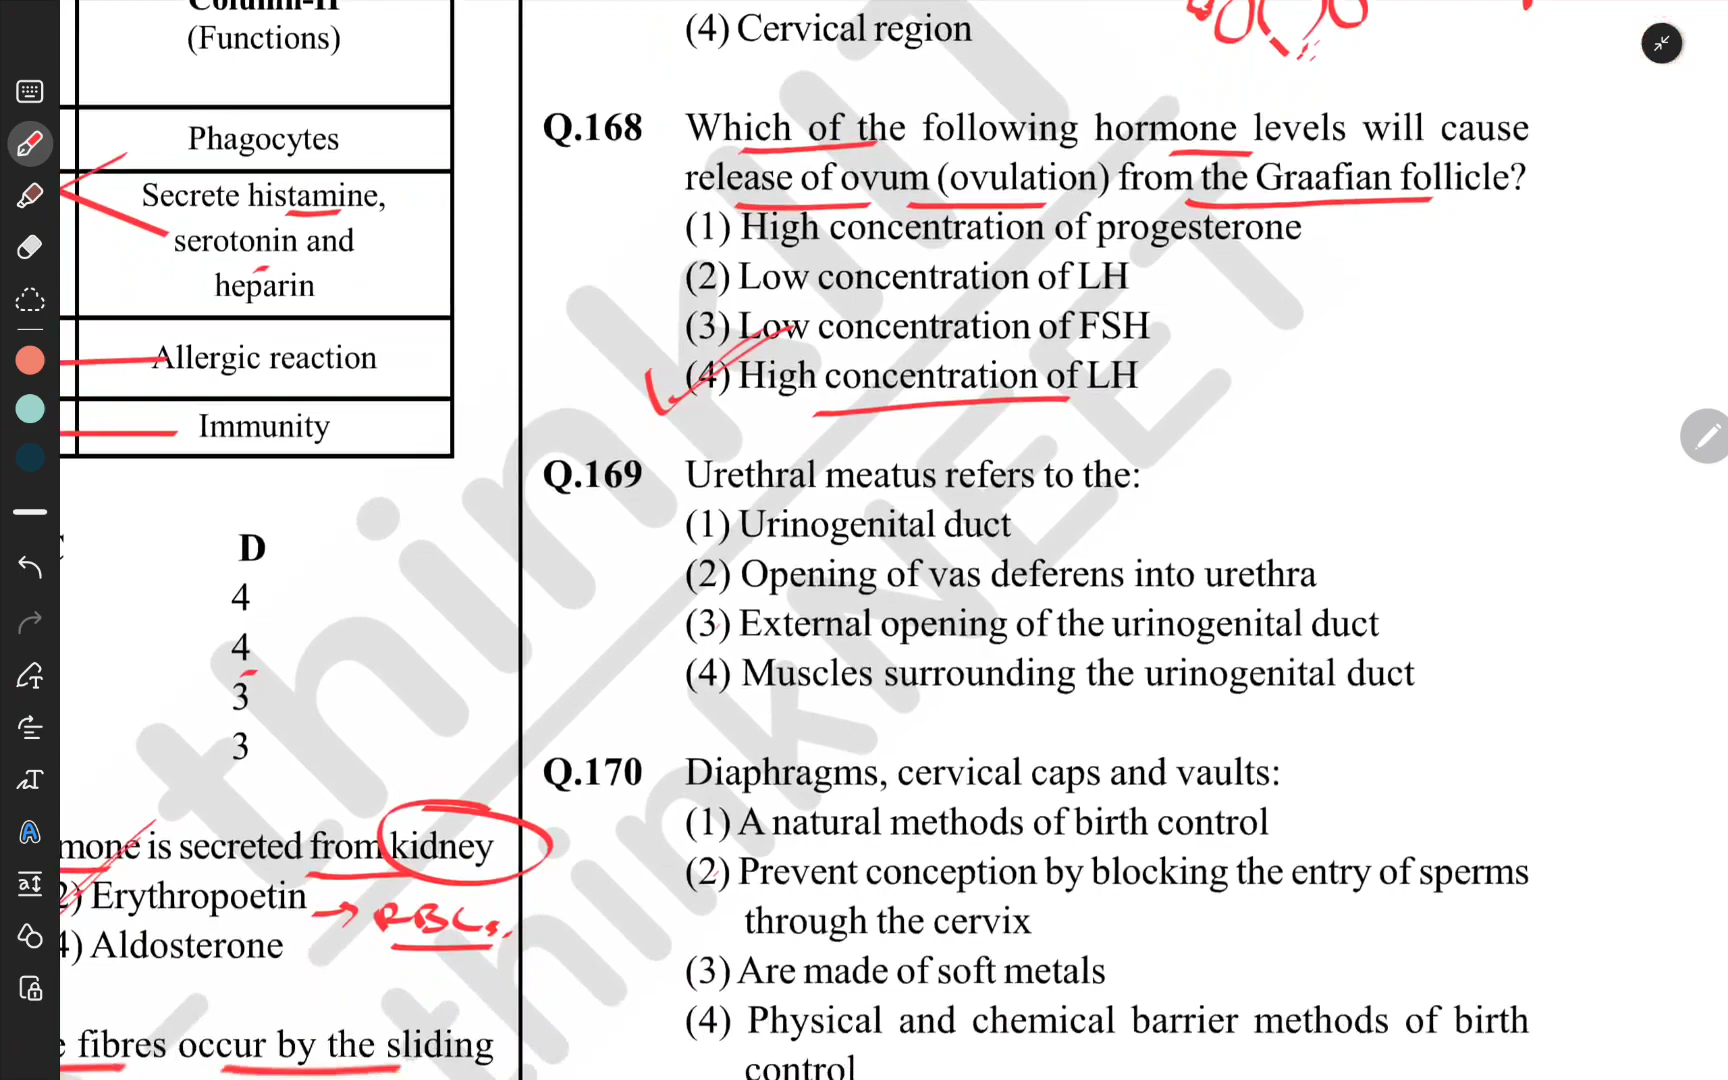 Column-II
(Functions)
Phagocytes
Secrete histamine,
serotonin and
heparin
Allergic reaction
Immunity
D
4
4
3
3
mone is secreted from kidney
2) Erythropoetin → RBCs.
4) Aldosterone
e fibres occur by the sliding
(4) Cervical region
Q.168 Which of the following hormone levels will cause
release of ovum (ovulation) from the Graafian follicle?
(1) High concentration of progesterone
(2) Low concentration of LH
(3) Low concentration of FSH
(4) High concentration of LH
Q.169 Urethral meatus refers to the:
(1) Urinogenital duct
(2) Opening of vas deferens into urethra
(3) External opening of the urinogenital duct
(4) Muscles surrounding the urinogenital duct
Q.170 Diaphragms, cervical caps and vaults:
(1) A natural methods of birth control
(2) Prevent conception by blocking the entry of sperms
through the cervix
(3) Are made of soft metals
(4) Physical and chemical barrier methods of birth
control
thinkIT
thinkNEET